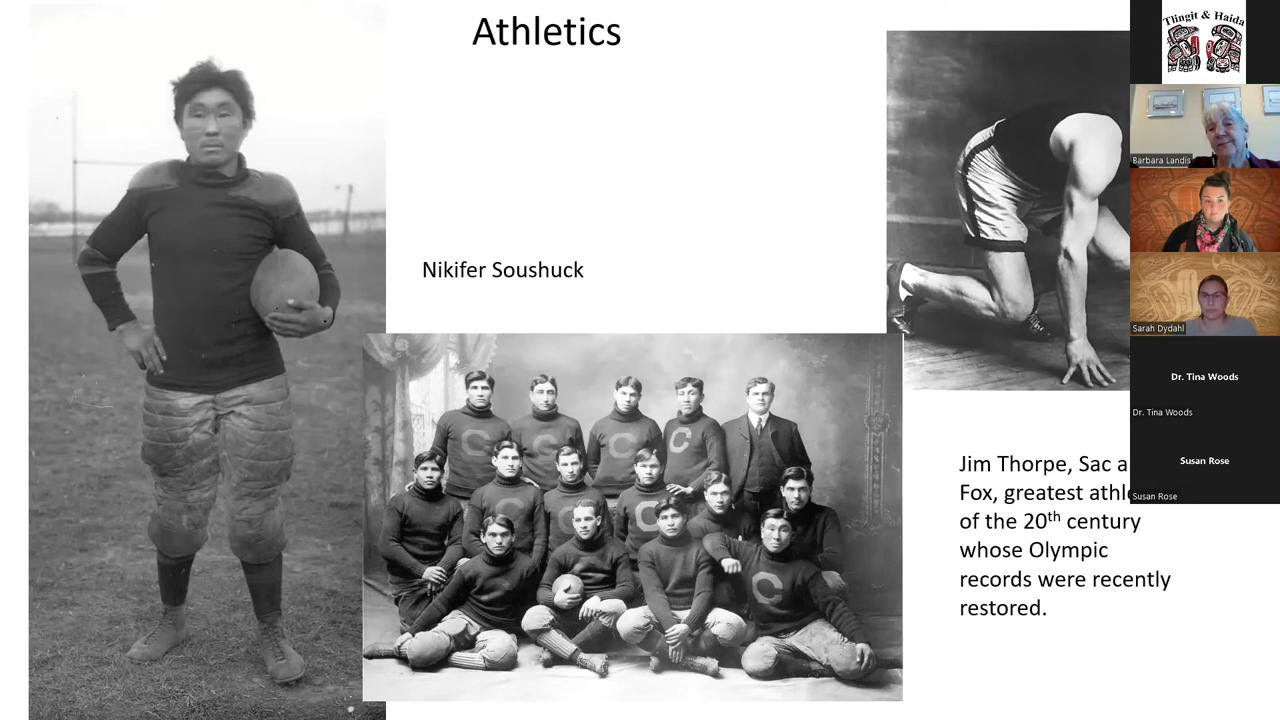 Athletics
Nikifer Soushuck
Jim Thorpe, Sac a
Fox, greatest athle
of the 20th century
whose Olympic
records were recently
restored.
Tlingit & Haida
Barbara Landis
Sarah Dydahl
Dr. Tina Woods
Dr. Tina Woods
Susan Rose
Susan Rose
C
C
C
C
C
C
C
C